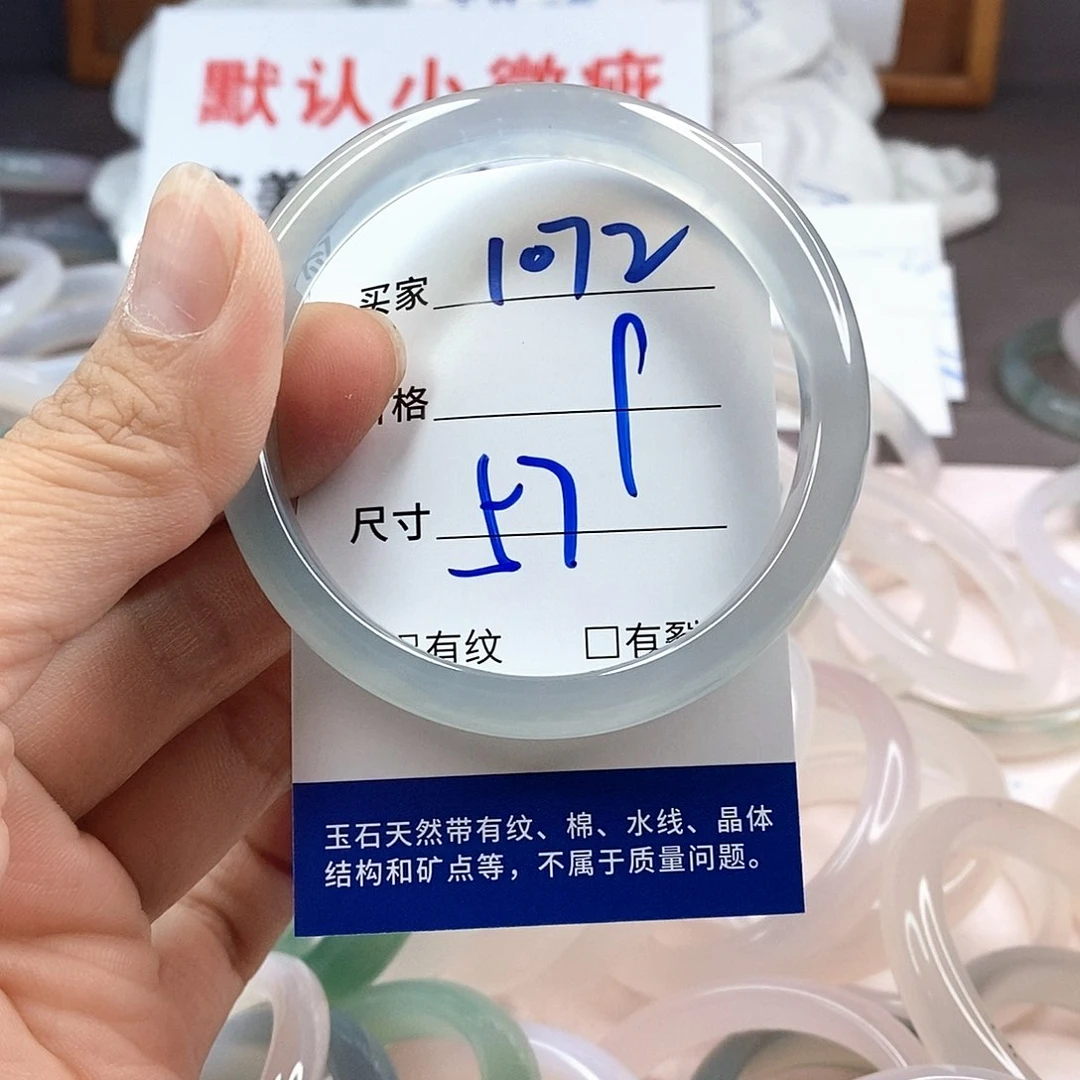 默认小微疵
买家 1072
格
尺寸 57
有纹 □有裂
玉石天然带有纹、棉、水线、晶体
结构和矿点等，不属于质量问题。